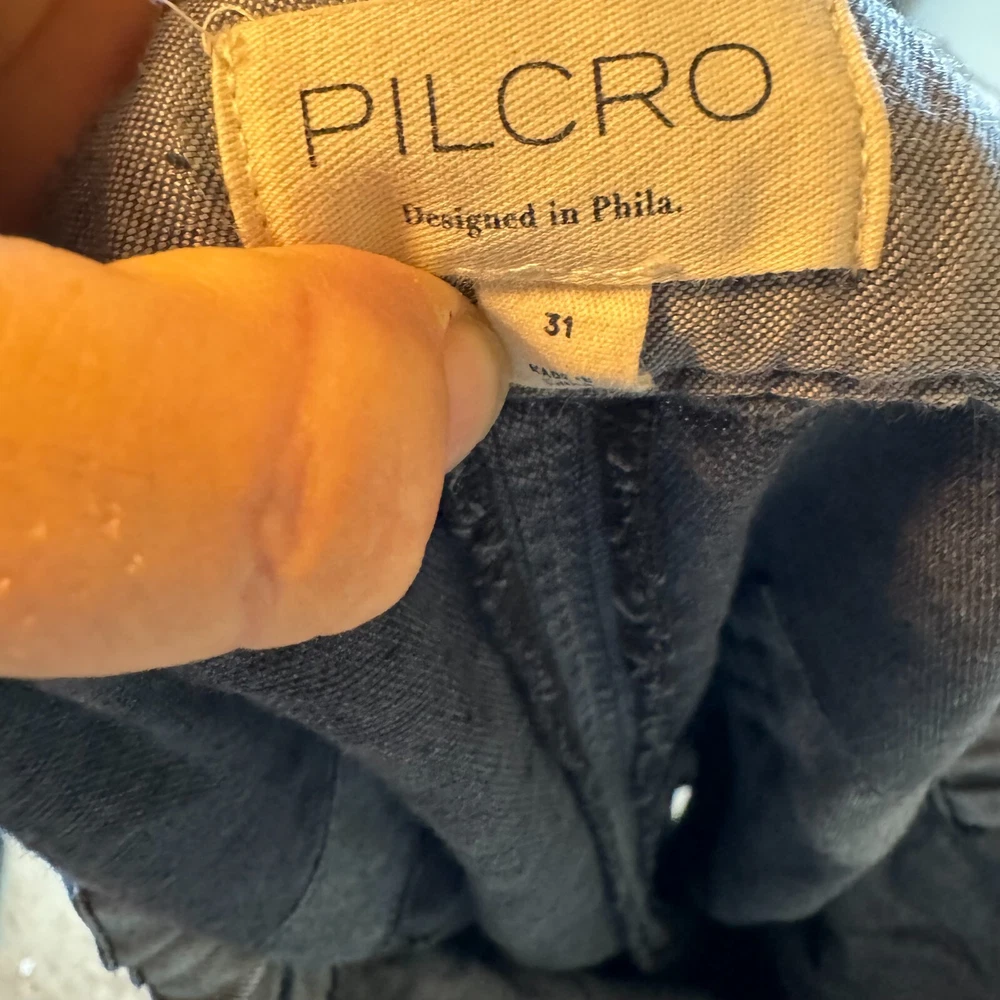 PILCRO
Designed in Phila.
31